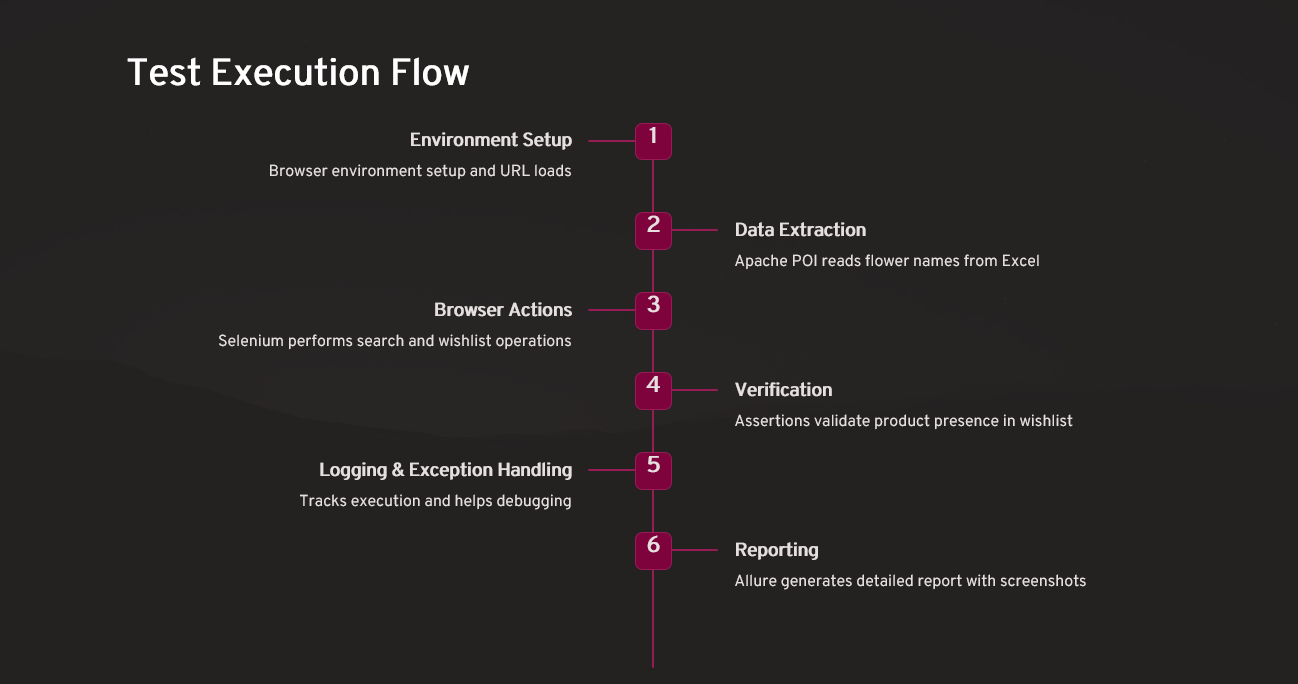 Test Execution Flow
1
Environment Setup
Browser environment setup and URL loads
2
Data Extraction
Apache POI reads flower names from Excel
3
Browser Actions
Selenium performs search and wishlist operations
4
Verification
Assertions validate product presence in wishlist
5
Logging & Exception Handling
Tracks execution and helps debugging
6
Reporting
Allure generates detailed report with screenshots